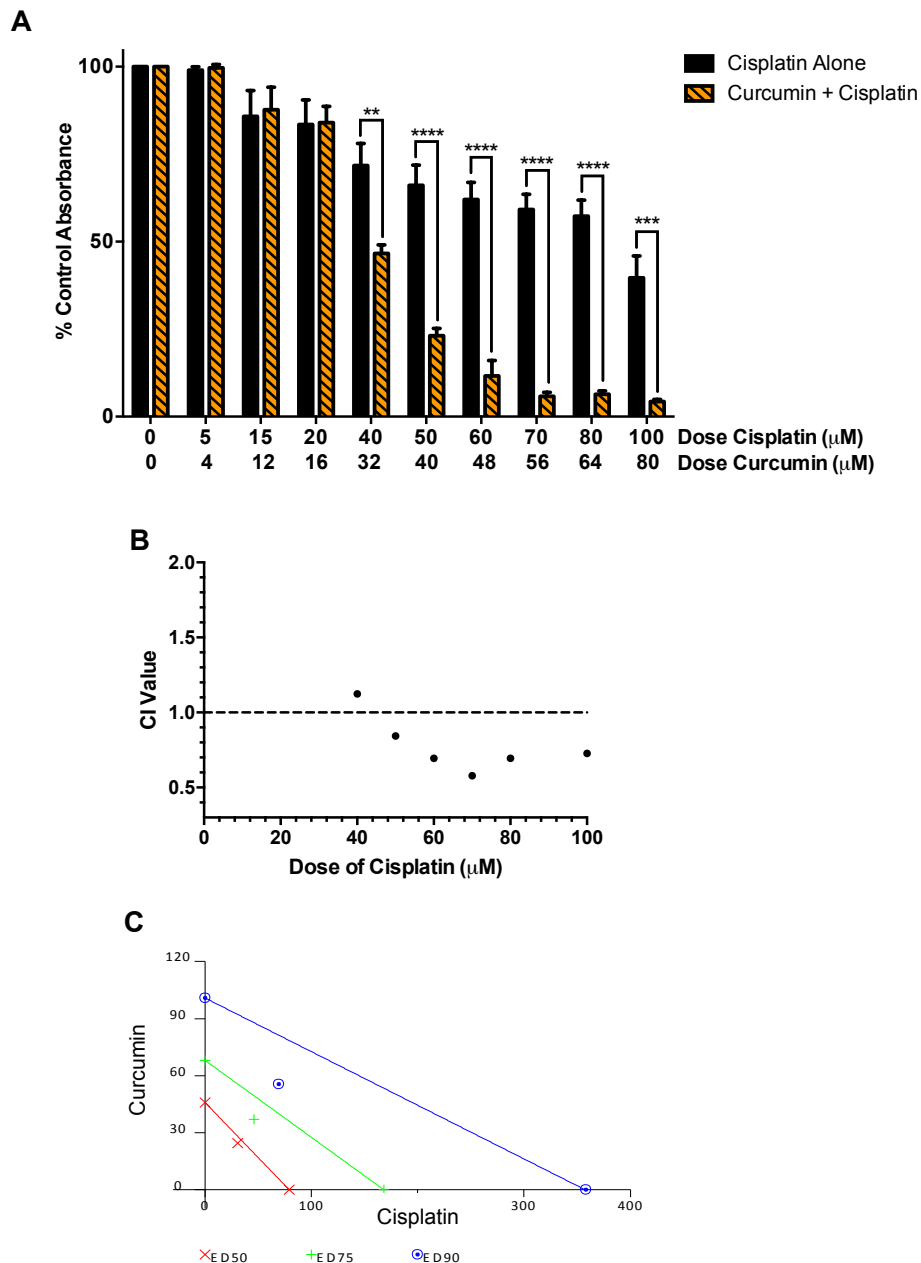 A
Cisplatin Alone
Curcumin + Cisplatin
100
50
0
% Control Absorbance
** **** **** **** **** ***
0 5 15 20 40 50 60 70 80 100 Dose Cisplatin (μM)
0 4 12 16 32 40 48 56 64 80 Dose Curcumin (μM)
B
2.0
1.5
1.0
0.5
CI Value
0 20 40 60 80 100
Dose of Cisplatin (μM)
C
120
90
60
30
0
Curcumin
0 100 300 400
Cisplatin
ED50 ED75 ED90